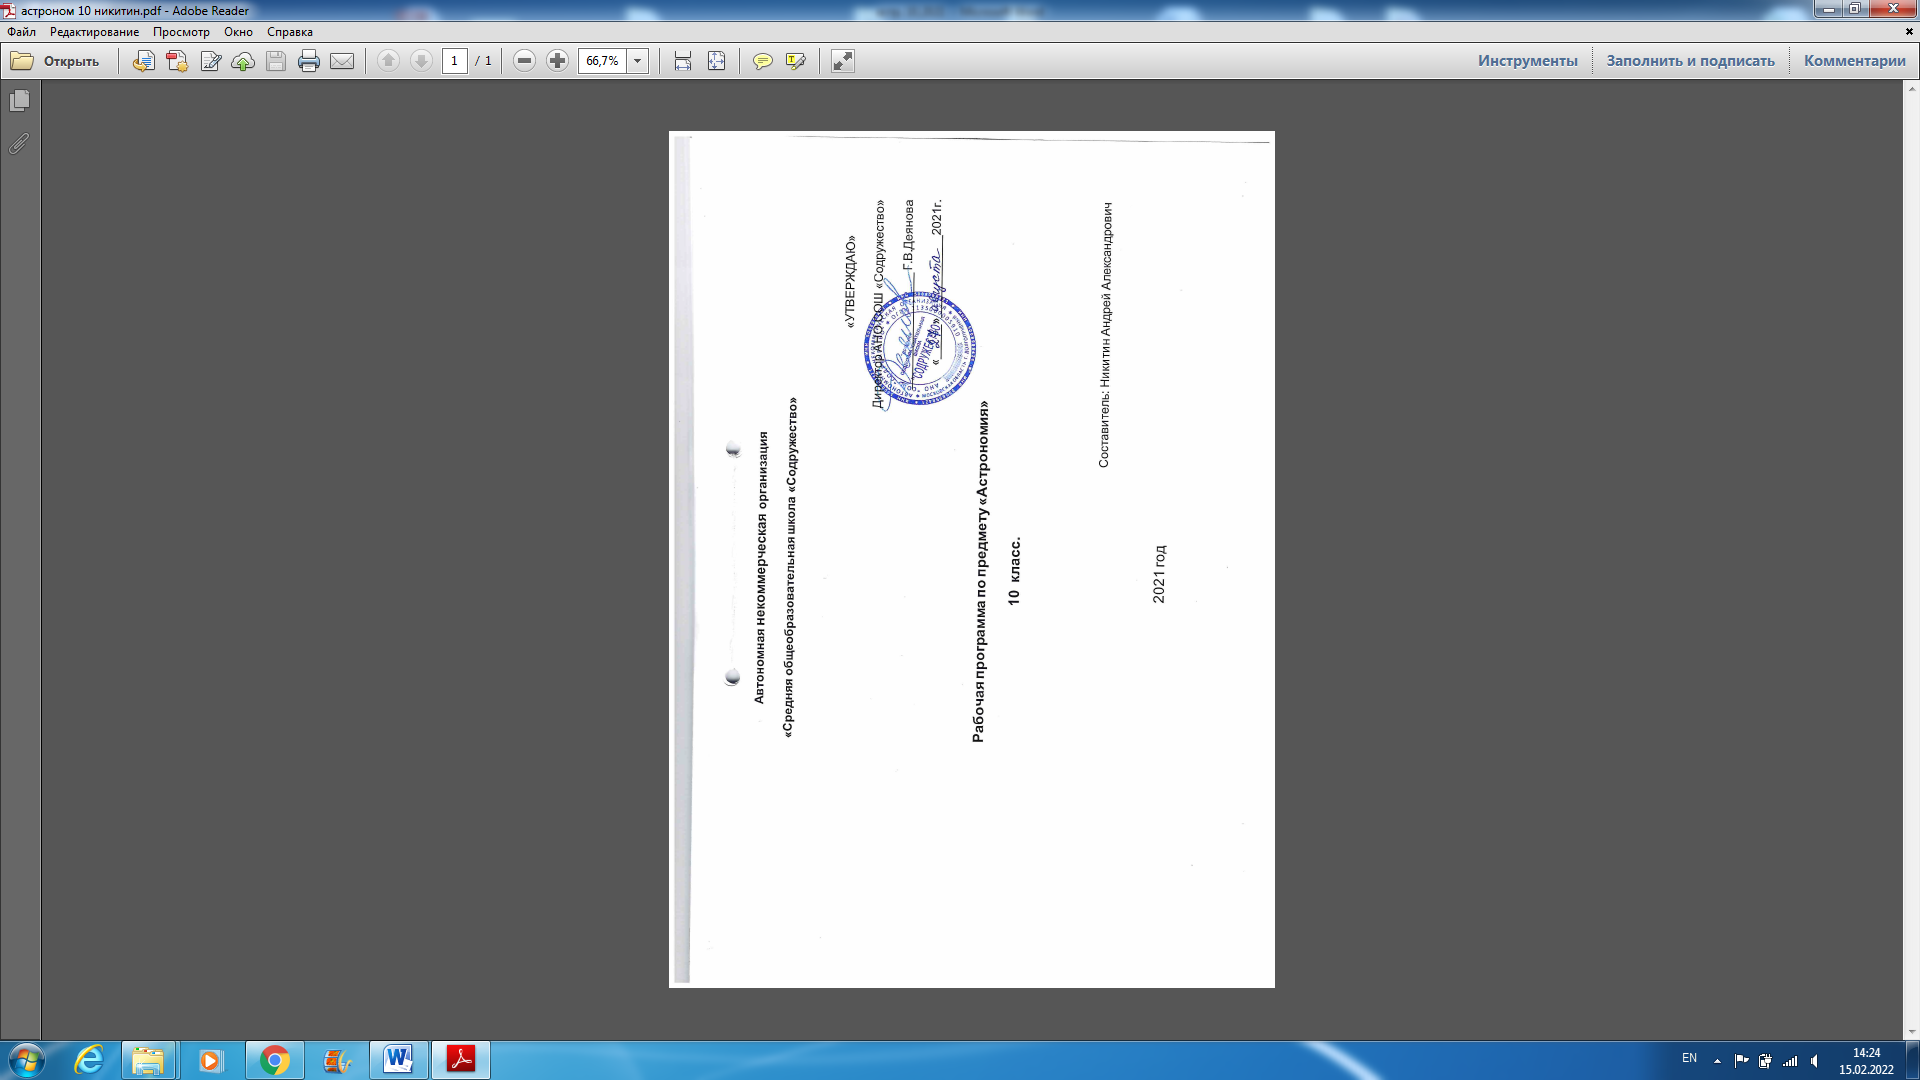 астроном 10 никитин.pdf - Adobe Reader
Файл Редактирование Просмотр Окно Справка
Открыть 1 / 1 66,7% Инструменты Заполнить и подписать Комментарии
Автономная некоммерческая организация
«Средняя общеобразовательная школа «Содружество»
«УТВЕРЖДАЮ»
Директор АНО СОШ «Содружество»
Г.В.Деянова
августа 2021г.
СОДРУЖЕСТВО
Рабочая программа по предмету «Астрономия»
10 класс.
Составитель: Никитин Андрей Александрович
2021 год
EN
14:24
15.02.2022